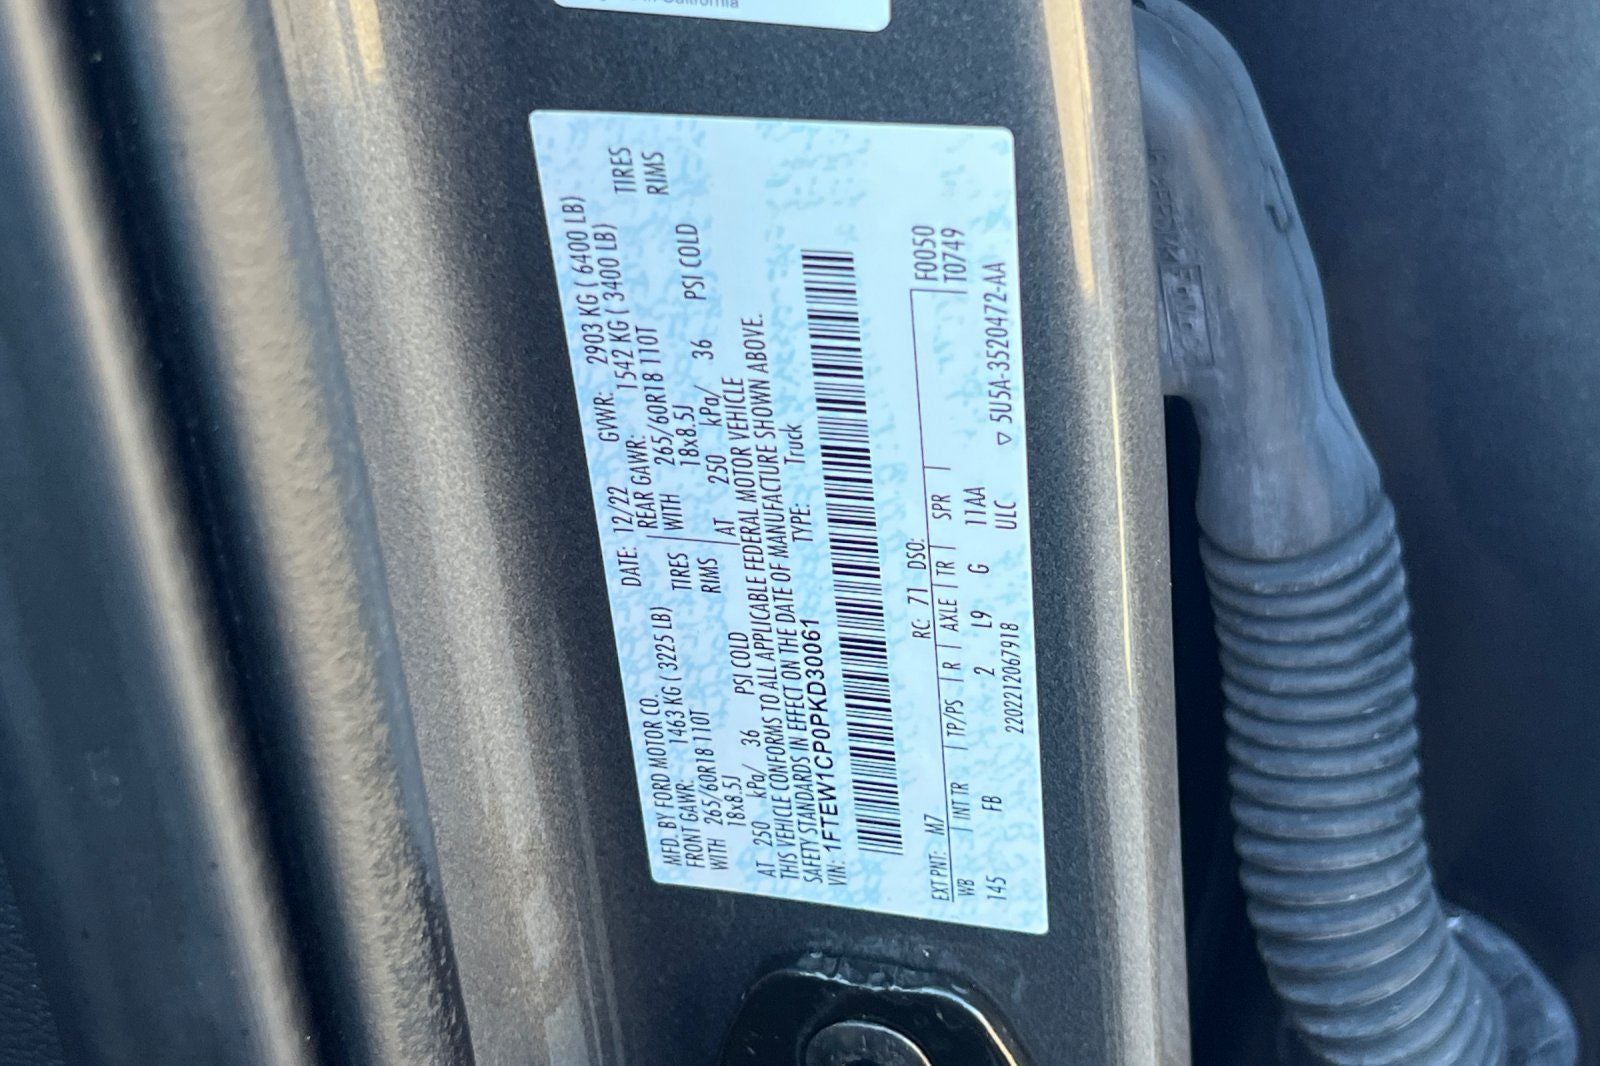 California
MFD. BY FORD MOTOR CO.
DATE: 12/22 GVWR: 2903 KG ( 6400 LB)
FRONT GAWR: 1463 KG ( 3225 LB) REAR GAWR: 1542 KG ( 3400 LB)
WITH 265/60R18 110T TIRES WITH 265/60R18 110T TIRES
18x8.5J RIMS 18x8.5J RIMS
AT 250 kPa/ 36 PSI COLD AT 250 kPa/ 36 PSI COLD
THIS VEHICLE CONFORMS TO ALL APPLICABLE FEDERAL MOTOR VEHICLE
SAFETY STANDARDS IN EFFECT ON THE DATE OF MANUFACTURE SHOWN ABOVE.
VIN: 1FTEW1CP0PKD30061 TYPE: Truck
EXT PNT: M7 RC: 71 DSO: F0050
WB INT TR TP/PS R AXLE TR SPR T0749
145 FB 2 L9 G 11AA
2202212067918 ULC ▽ 5U5A-3520472-AA